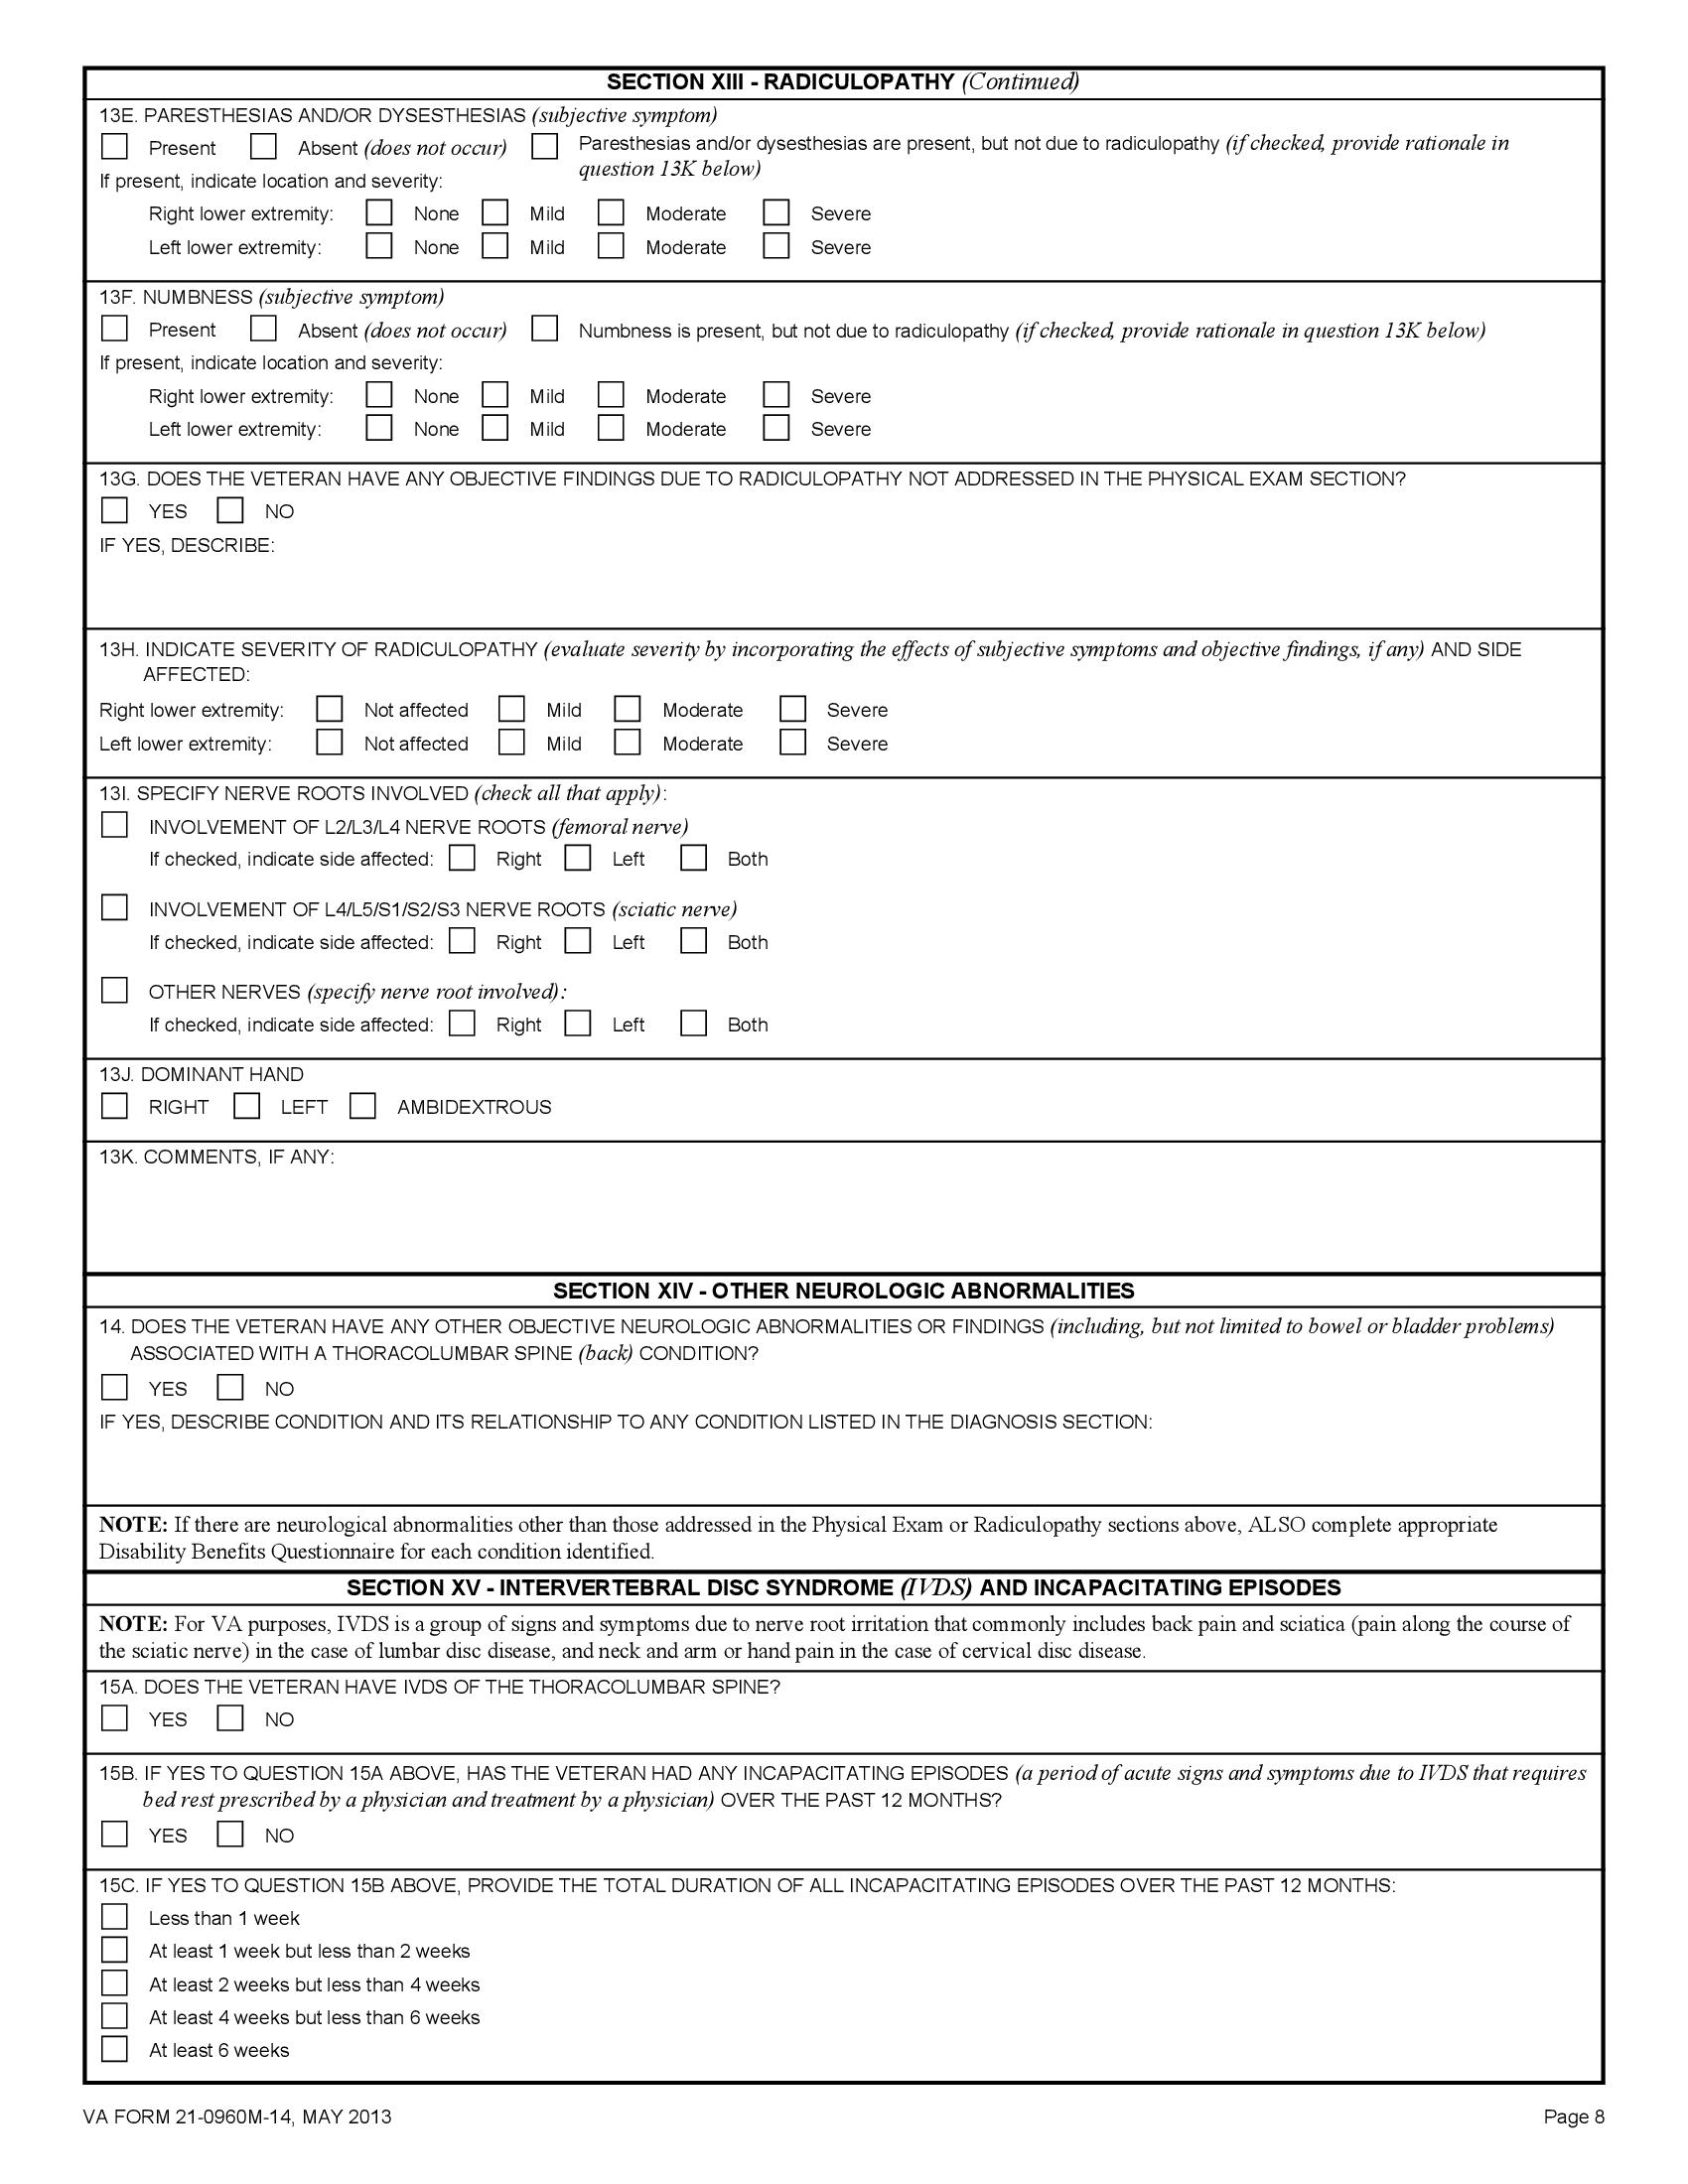 SECTION XIII - RADICULOPATHY (Continued)
13E. PARESTHESIAS AND/OR DYSESTHESIAS (subjective symptom)
Present Absent (does not occur) Paresthesias and/or dysesthesias are present, but not due to radiculopathy (if checked, provide rationale in
question 13K below)
If present, indicate location and severity:
Right lower extremity: None Mild Moderate Severe
Left lower extremity: None Mild Moderate Severe
13F. NUMBNESS (subjective symptom)
Present Absent (does not occur) Numbness is present, but not due to radiculopathy (if checked, provide rationale in question 13K below)
If present, indicate location and severity:
Right lower extremity: None Mild Moderate Severe
Left lower extremity: None Mild Moderate Severe
13G. DOES THE VETERAN HAVE ANY OBJECTIVE FINDINGS DUE TO RADICULOPATHY NOT ADDRESSED IN THE PHYSICAL EXAM SECTION?
YES NO
IF YES, DESCRIBE:
13H. INDICATE SEVERITY OF RADICULOPATHY (evaluate severity by incorporating the effects of subjective symptoms and objective findings, if any) AND SIDE
AFFECTED:
Right lower extremity: Not affected Mild Moderate Severe
Left lower extremity: Not affected Mild Moderate Severe
13I. SPECIFY NERVE ROOTS INVOLVED (check all that apply):
INVOLVEMENT OF L2/L3/L4 NERVE ROOTS (femoral nerve)
If checked, indicate side affected: Right Left Both
INVOLVEMENT OF L4/L5/S1/S2/S3 NERVE ROOTS (sciatic nerve)
If checked, indicate side affected: Right Left Both
OTHER NERVES (specify nerve root involved):
If checked, indicate side affected: Right Left Both
13J. DOMINANT HAND
RIGHT LEFT AMBIDEXTROUS
13K. COMMENTS, IF ANY:
SECTION XIV - OTHER NEUROLOGIC ABNORMALITIES
14. DOES THE VETERAN HAVE ANY OTHER OBJECTIVE NEUROLOGIC ABNORMALITIES OR FINDINGS (including, but not limited to bowel or bladder problems)
ASSOCIATED WITH A THORACOLUMBAR SPINE (back) CONDITION?
YES NO
IF YES, DESCRIBE CONDITION AND ITS RELATIONSHIP TO ANY CONDITION LISTED IN THE DIAGNOSIS SECTION:
NOTE: If there are neurological abnormalities other than those addressed in the Physical Exam or Radiculopathy sections above, ALSO complete appropriate
Disability Benefits Questionnaire for each condition identified.
SECTION XV - INTERVERTEBRAL DISC SYNDROME (IVDS) AND INCAPACITATING EPISODES
NOTE: For VA purposes, IVDS is a group of signs and symptoms due to nerve root irritation that commonly includes back pain and sciatica (pain along the course of
the sciatic nerve) in the case of lumbar disc disease, and neck and arm or hand pain in the case of cervical disc disease.
15A. DOES THE VETERAN HAVE IVDS OF THE THORACOLUMBAR SPINE?
YES NO
15B. IF YES TO QUESTION 15A ABOVE, HAS THE VETERAN HAD ANY INCAPACITATING EPISODES (a period of acute signs and symptoms due to IVDS that requires
bed rest prescribed by a physician and treatment by a physician) OVER THE PAST 12 MONTHS?
YES NO
15C. IF YES TO QUESTION 15B ABOVE, PROVIDE THE TOTAL DURATION OF ALL INCAPACITATING EPISODES OVER THE PAST 12 MONTHS:
Less than 1 week
At least 1 week but less than 2 weeks
At least 2 weeks but less than 4 weeks
At least 4 weeks but less than 6 weeks
At least 6 weeks
VA FORM 21-0960M-14, MAY 2013 Page 8